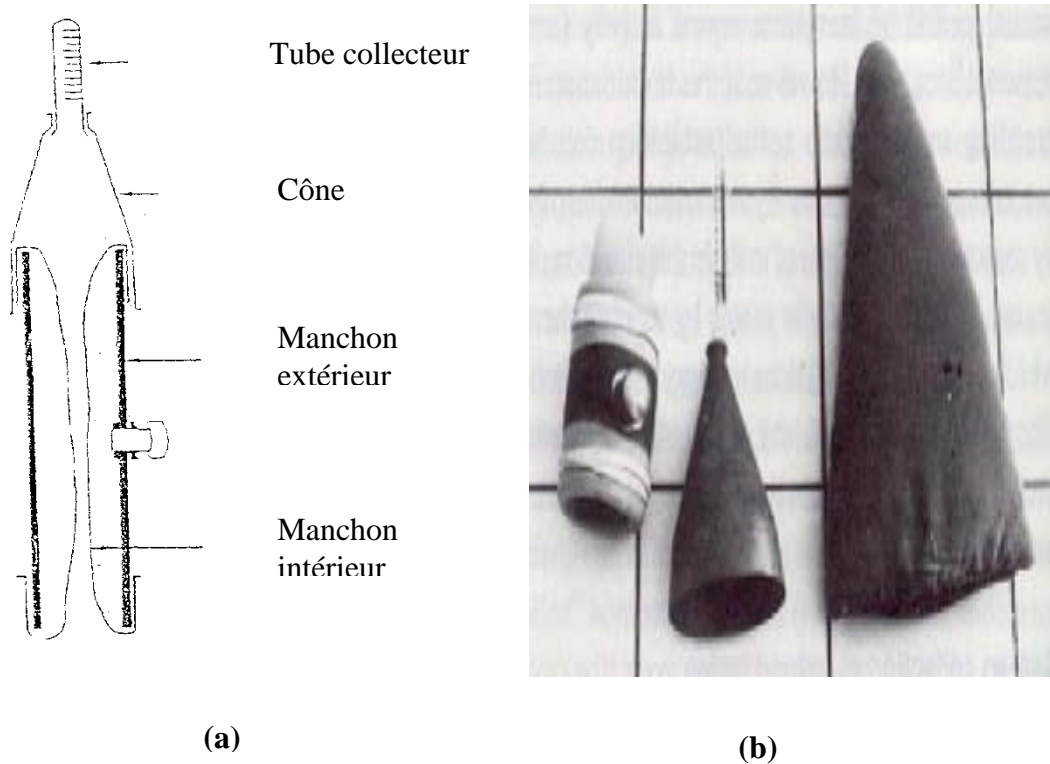 Tube collecteur
Cône
Manchon
extérieur
Manchon
intérieur
(a)
(b)